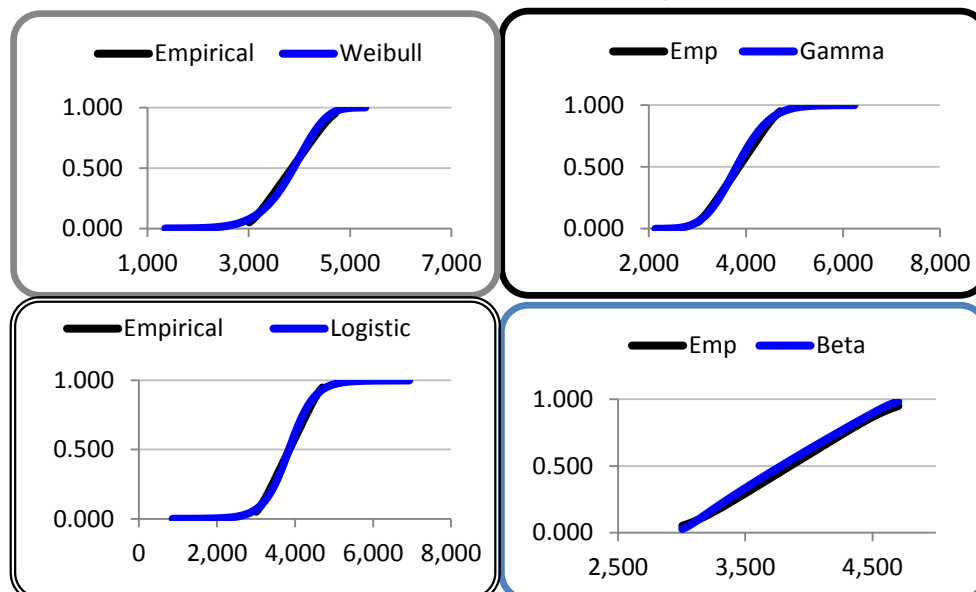 Empirical Weibull
1.000
0.500
0.000
1,000 3,000 5,000 7,000
Emp Gamma
1.000
0.500
0.000
2,000 4,000 6,000 8,000
Empirical Logistic
1.000
0.500
0.000
0 2,000 4,000 6,000 8,000
Emp Beta
1.000
0.500
0.000
2,500 3,500 4,500